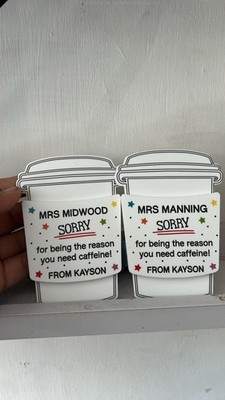 MRS MIDWOOD
SORRY
for being the reason
you need caffeine!
FROM KAYSON
MRS MANNING
SORRY
for being the reason
you need caffeine!
FROM KAYSON